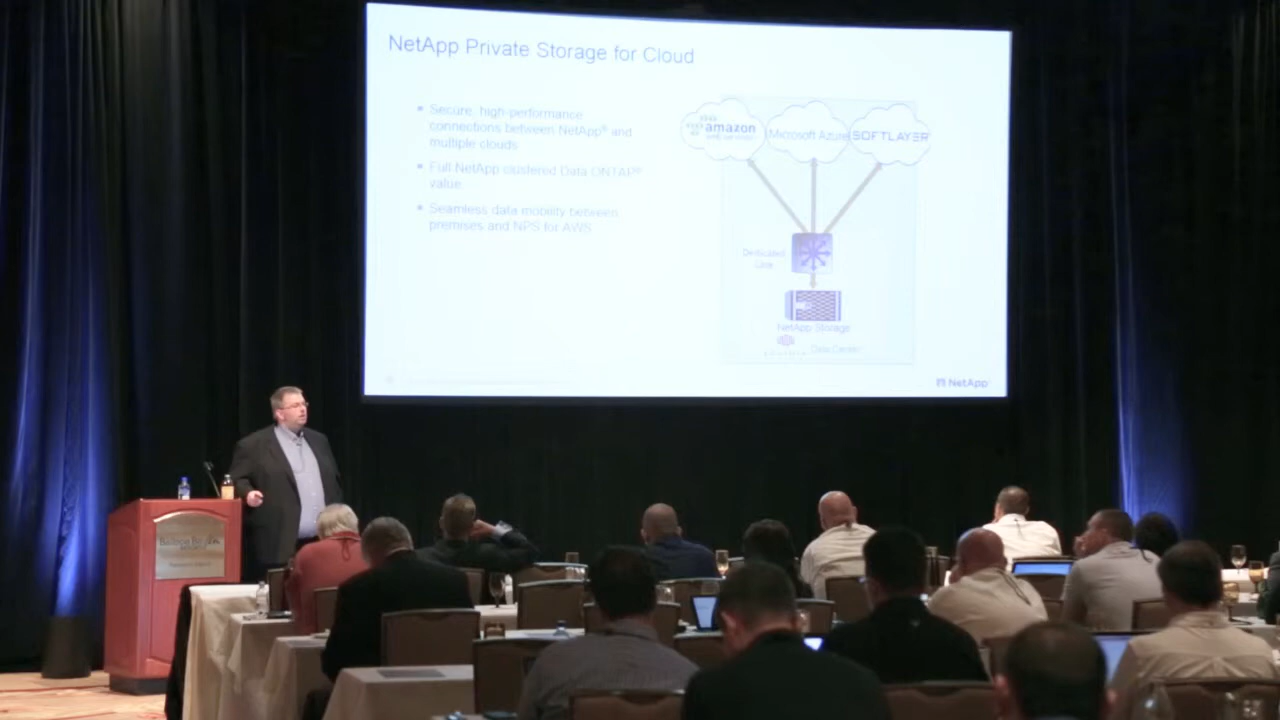 NetApp Private Storage for Cloud
Secure, high-performance
connections between NetApp® and
multiple clouds
Full NetApp clustered Data ONTAP®
value
Seamless data mobility between
premises and NPS for AWS
amazon
Microsoft Azure
SOFTLAYER
Dedicated
NetApp Storage
Data Center
NetApp